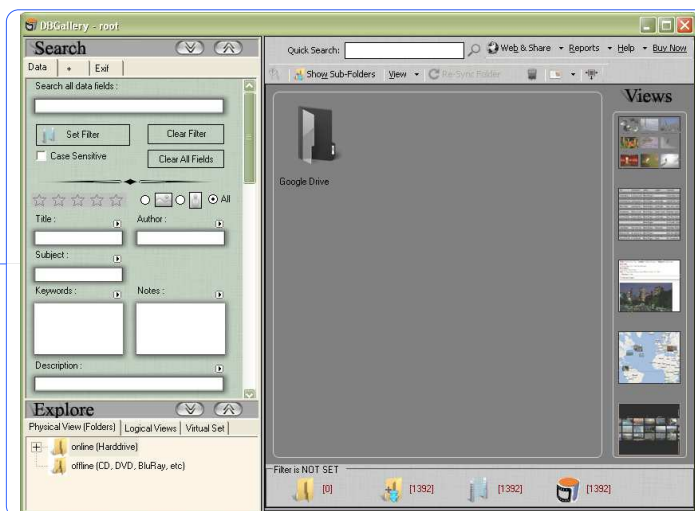 DBGallery - root
Search
Data
Exif
Search all data fields :
Set Filter
Clear Filter
Case Sensitive
Clear All Fields
All
Title :
Author :
Subject :
Keywords :
Notes :
Description :
Explore
Physical View (Folders) Logical Views Virtual Set
online (Harddrive)
offline (CD, DVD, BluRay, etc)
Quick Search: Web & Share Reports Help Buy Now
Show Sub-Folders View Re-Sync Folder
Google Drive
Views
Filter is NOT SET
[0] [1392] [1392] [1392]